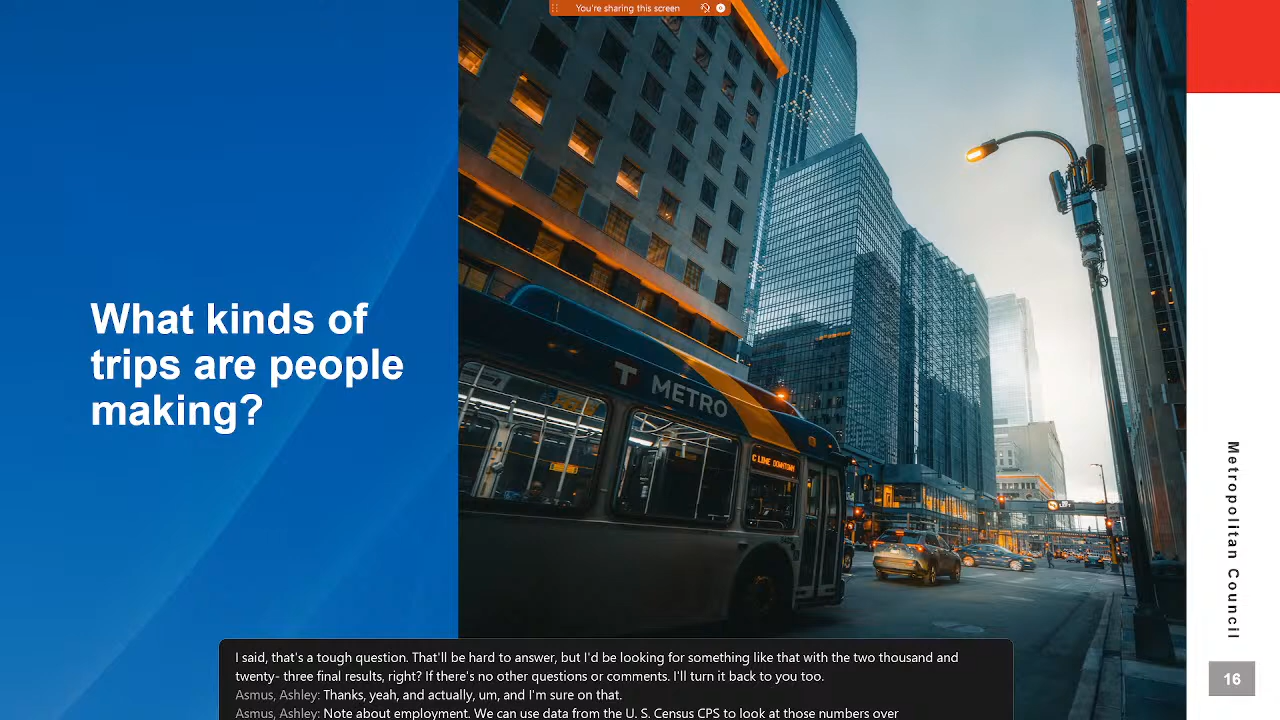 You're sharing this screen
What kinds of
trips are people
making?
T METRO
C LINE DOWNTOWN
LEFT
Metropolitan Council
16
I said, that's a tough question. That'll be hard to answer, but I'd be looking for something like that with the two thousand and
twenty- three final results, right? If there's no other questions or comments. I'll turn it back to you too.
Asmus, Ashley: Thanks, yeah, and actually, um, and I'm sure on that.
Asmus, Ashley: Note about employment. We can use data from the U. S. Census CPS to look at those numbers over